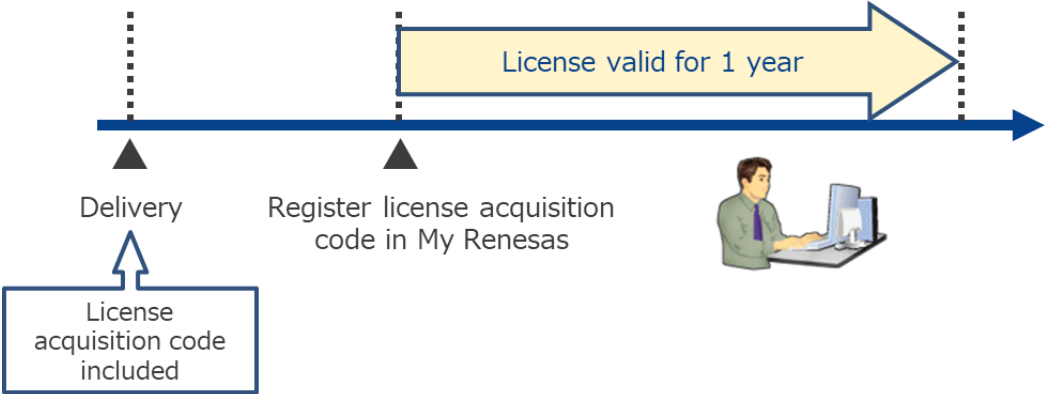 License valid for 1 year
Delivery
Register license acquisition
code in My Renesas
License
acquisition code
included